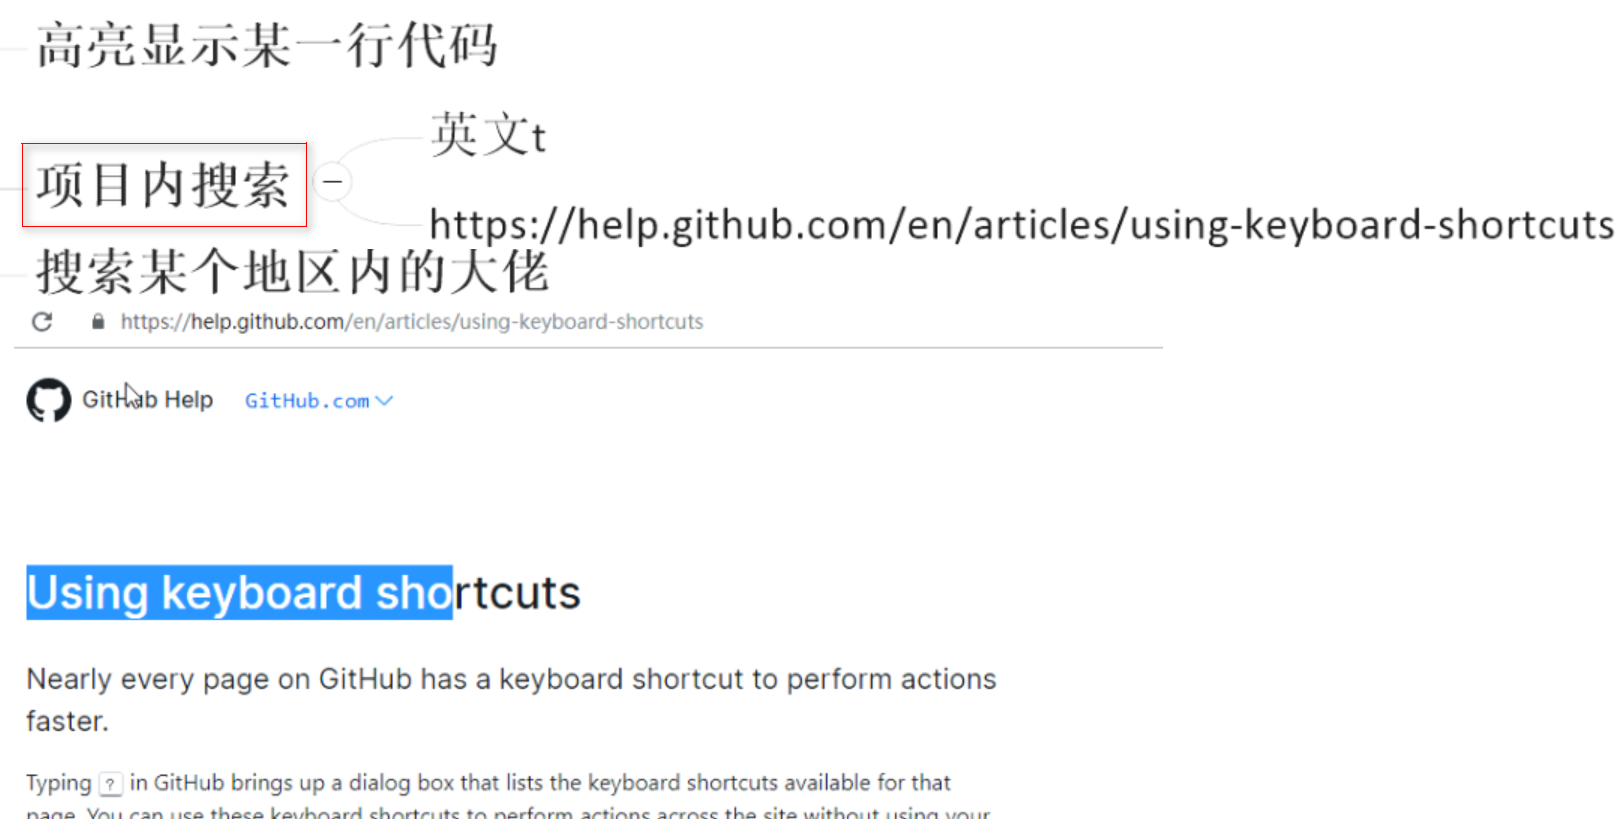 高亮显示某一行代码
英文t
项目内搜索
https://help.github.com/en/articles/using-keyboard-shortcuts
搜索某个地区内的大佬
https://help.github.com/en/articles/using-keyboard-shortcuts
GitHub Help GitHub.com
Using keyboard shortcuts
Nearly every page on GitHub has a keyboard shortcut to perform actions
faster.
Typing ? in GitHub brings up a dialog box that lists the keyboard shortcuts available for that
page. You can use these keyboard shortcuts to perform actions across the site without using your